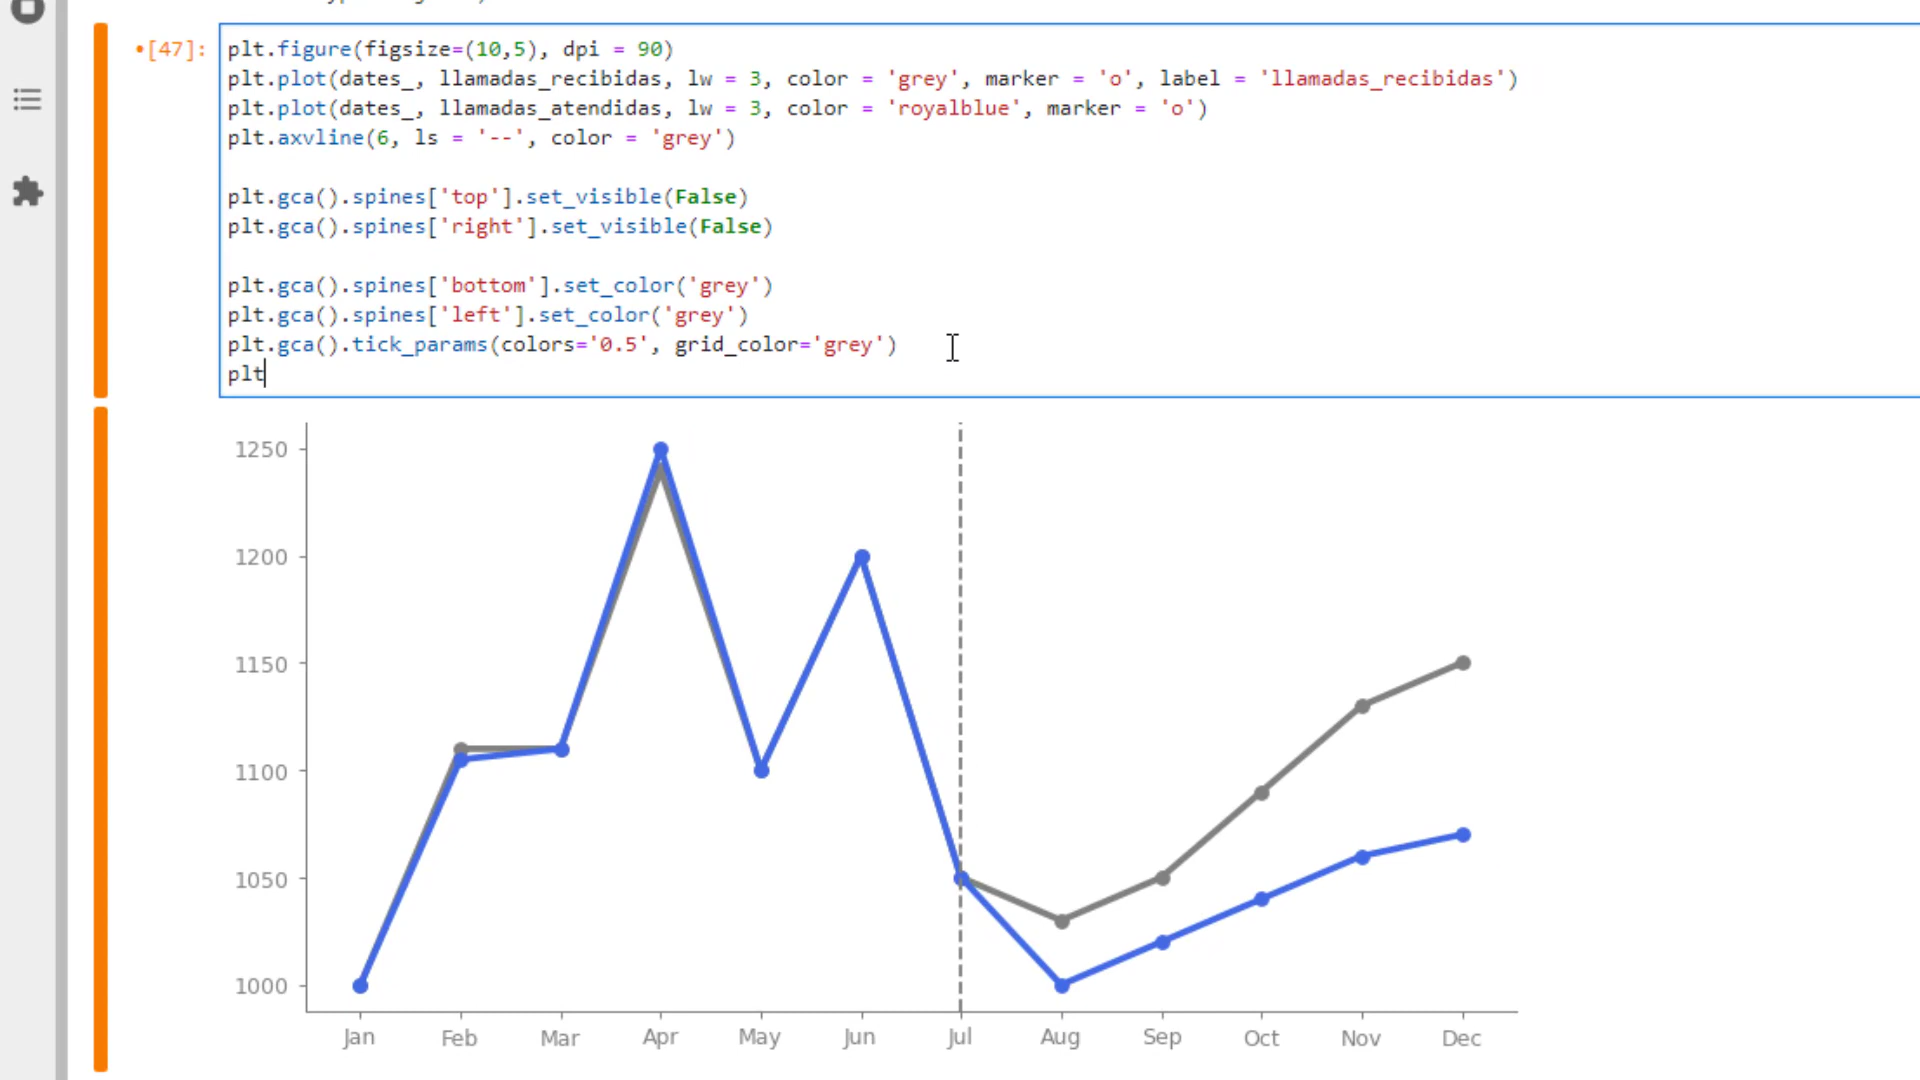 [47]:
plt.figure(figsize=(10,5), dpi = 90)
plt.plot(dates_, llamadas_recibidas, lw = 3, color = 'grey', marker = 'o', label = 'llamadas_recibidas')
plt.plot(dates_, llamadas_atendidas, lw = 3, color = 'royalblue', marker = 'o')
plt.axvline(6, ls = '--', color = 'grey')
plt.gca().spines['top'].set_visible(False)
plt.gca().spines['right'].set_visible(False)
plt.gca().spines['bottom'].set_color('grey')
plt.gca().spines['left'].set_color('grey')
plt.gca().tick_params(colors='0.5', grid_color='grey')
plt
1250
1200
1150
1100
1050
1000
Jan Feb Mar Apr May Jun Jul Aug Sep Oct Nov Dec